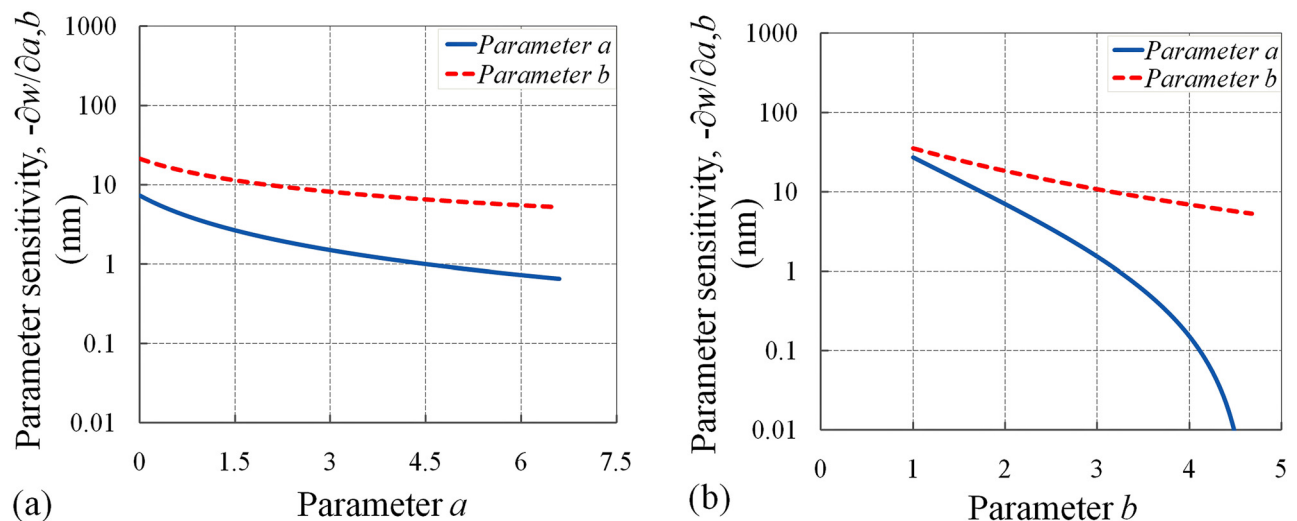 Parameter sensitivity, -∂w/∂a,b
(nm)
1000
100
10
1
0.1
0.01
Parameter a
Parameter b
0 1.5 3 4.5 6 7.5
(a) Parameter a
Parameter sensitivity, -∂w/∂a,b
(nm)
1000
100
10
1
0.1
0.01
Parameter a
Parameter b
0 1 2 3 4 5
(b) Parameter b